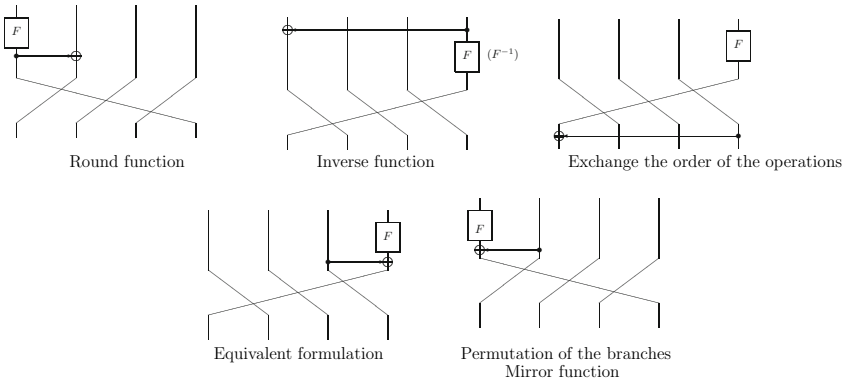 F
F (F⁻¹)
F
Round function
Inverse function
Exchange the order of the operations
F
F
Equivalent formulation
Permutation of the branches
Mirror function